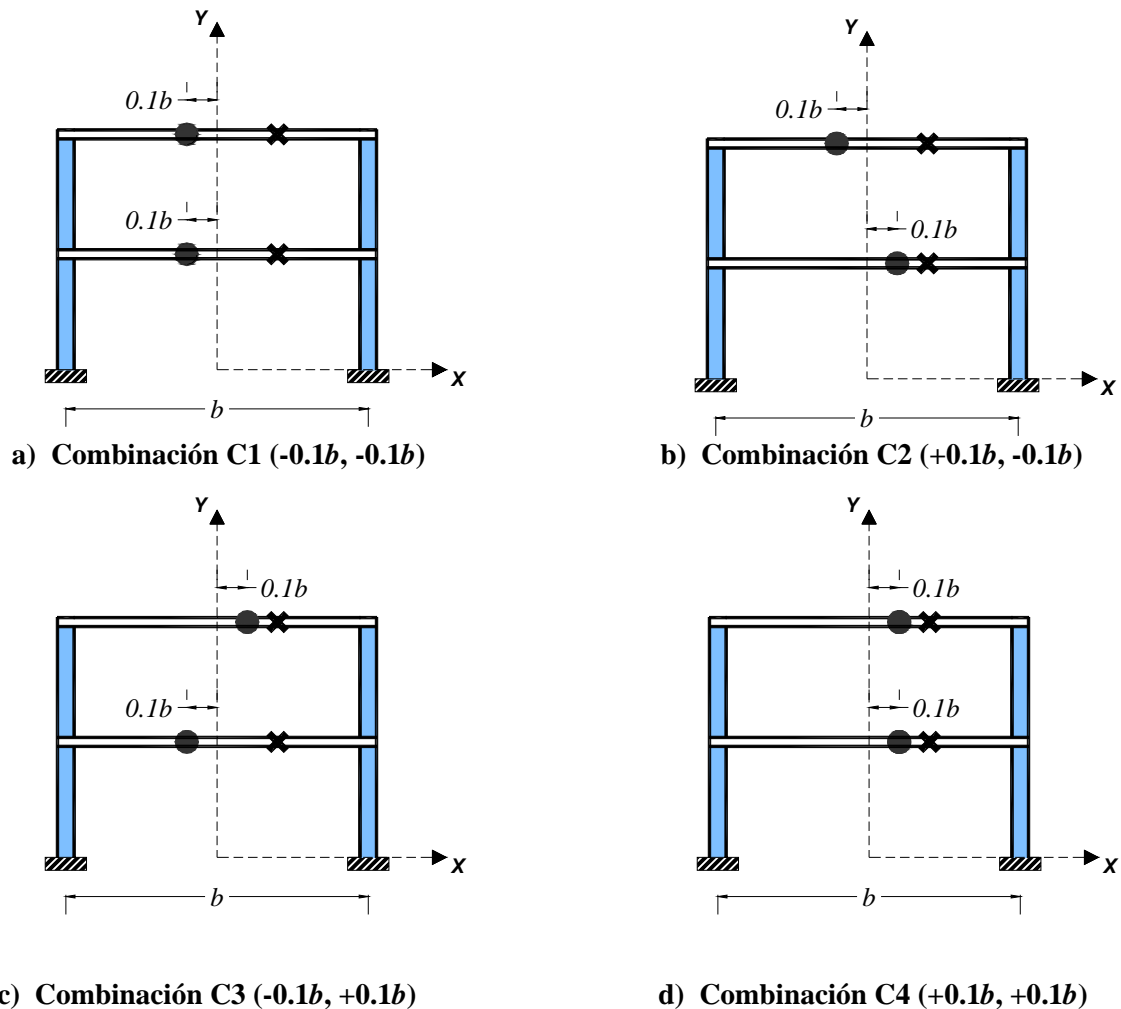 Y
0.1b
0.1b
X
b
a) Combinación C1 (-0.1b, -0.1b)
Y
0.1b
0.1b
X
b
b) Combinación C2 (+0.1b, -0.1b)
Y
0.1b
0.1b
X
b
c) Combinación C3 (-0.1b, +0.1b)
Y
0.1b
0.1b
X
b
d) Combinación C4 (+0.1b, +0.1b)